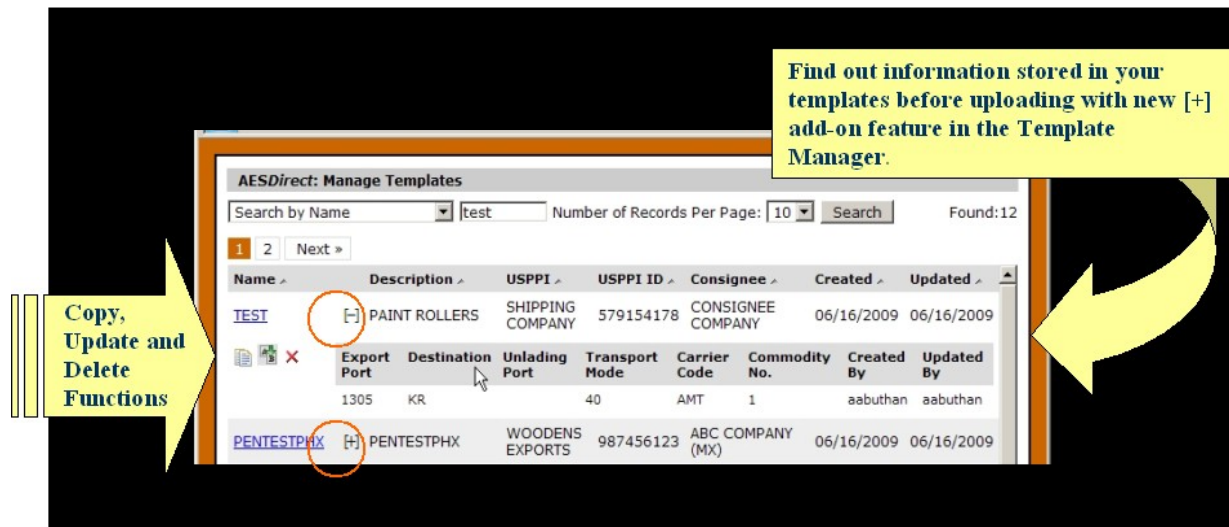 Find out information stored in your
templates before uploading with new [+]
add-on feature in the Template
Manager.
AESDirect: Manage Templates
Search by Name test Number of Records Per Page: 10 Search Found:12
1 2 Next »
Name Description USPPI USPPI ID Consignee Created Updated
TEST [-] PAINT ROLLERS SHIPPING COMPANY 579154178 CONSIGNEE COMPANY 06/16/2009 06/16/2009
Copy,
Update and
Delete
Functions
Export Port Destination Unlading Port Transport Mode Carrier Code Commodity No. Created By Updated By
1305 KR 40 AMT 1 aabuthan aabuthan
PENTESTPHX [+] PENTESTPHX WOODENS EXPORTS 987456123 ABC COMPANY (MX) 06/16/2009 06/16/2009